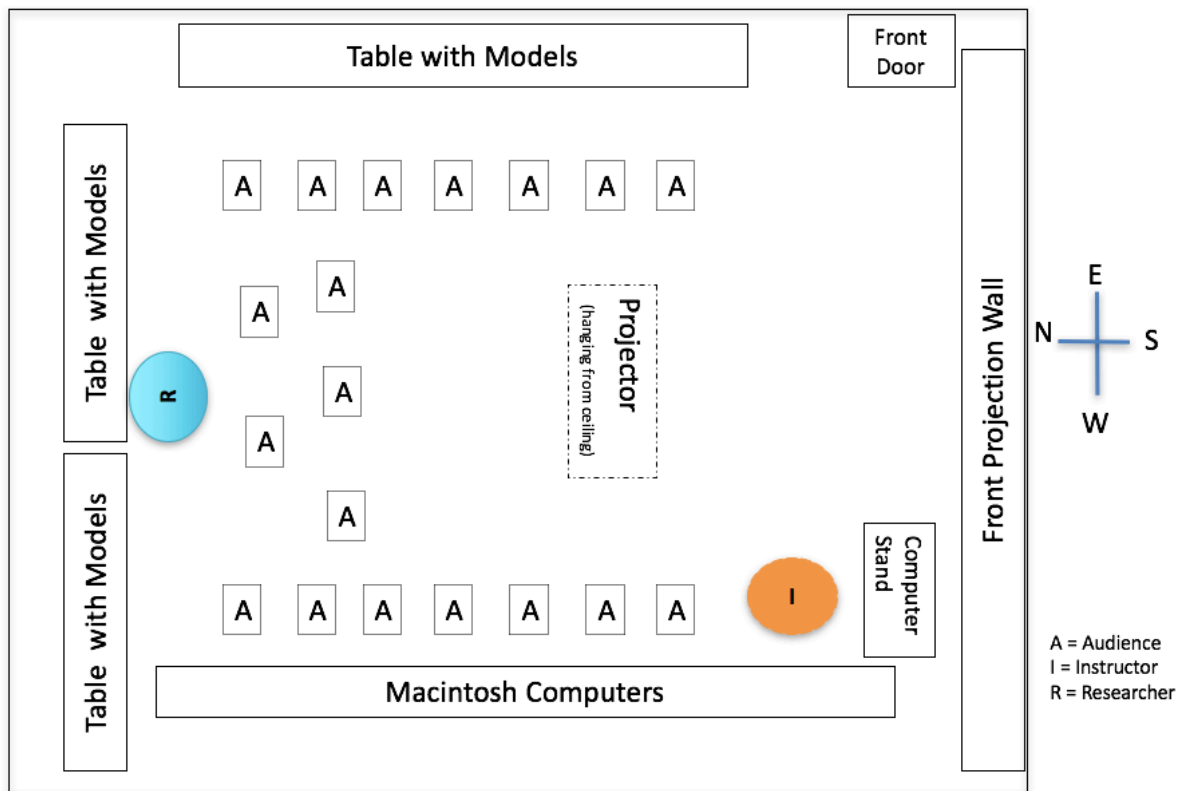 Table with Models
Front
Door
Table with Models
A A A A A A A
E
A
A
Projector
(hanging from ceiling)
Front Projection Wall
N S
R
A
W
A
A
Table with Models
Computer
Stand
I
A A A A A A A
A = Audience
I = Instructor
R = Researcher
Macintosh Computers